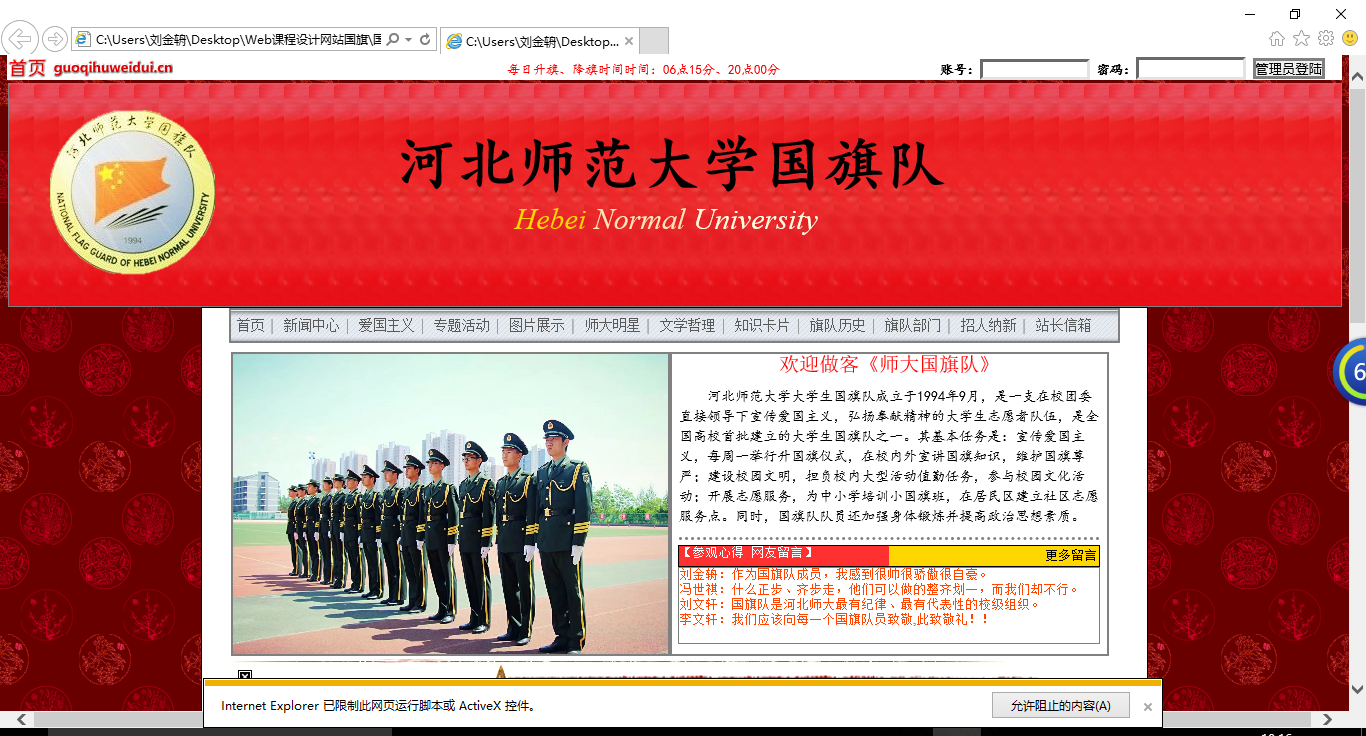 C:\Users\刘金锎\Desktop\Web课程设计网站国旗\国
C:\Users\刘金锎\Desktop...
首页 guoqihuweidui.cn
每日升旗、降旗时间时间：06点15分、20点00分
账号：
密码：
管理员登陆
河北师范大学国旗队
NATIONAL FLAG GUARD OF HEBEI NORMAL UNIVERSITY
1994
河北师范大学国旗队
Hebei Normal University
首页｜ 新闻中心｜ 爱国主义｜ 专题活动｜ 图片展示｜ 师大明星｜ 文学哲理｜ 知识卡片｜ 旗队历史｜ 旗队部门｜ 招人纳新｜ 站长信箱
欢迎做客《师大国旗队》
河北师范大学大学生国旗队成立于1994年9月，是一支在校团委
直接领导下宣传爱国主义，弘扬奉献精神的大学生志愿者队伍，是全
国高校首批建立的大学生国旗队之一。其基本任务是：宣传爱国主
义，每周一举行升国旗仪式，在校内外宣讲国旗知识，维护国旗尊
严；建设校园文明，担负校内大型活动值勤任务，参与校园文化活
动；开展志愿服务，为中小学培训小国旗班，在居民区建立社区志愿
服务点。同时，国旗队队员还加强身体锻炼并提高政治思想素质。
【参观心得 网友留言】
更多留言
刘金锎：作为国旗队成员，我感到很帅很骄傲很自豪。
冯世祺：什么正步、齐步走，他们可以做的整齐划一，而我们却不行。
刘文轩：国旗队是河北师大最有纪律、最有代表性的校级组织。
李文轩：我们应该向每一个国旗队员致敬,此致敬礼！！
6
Internet Explorer 已限制此网页运行脚本或 ActiveX 控件。
允许阻止的内容(A)